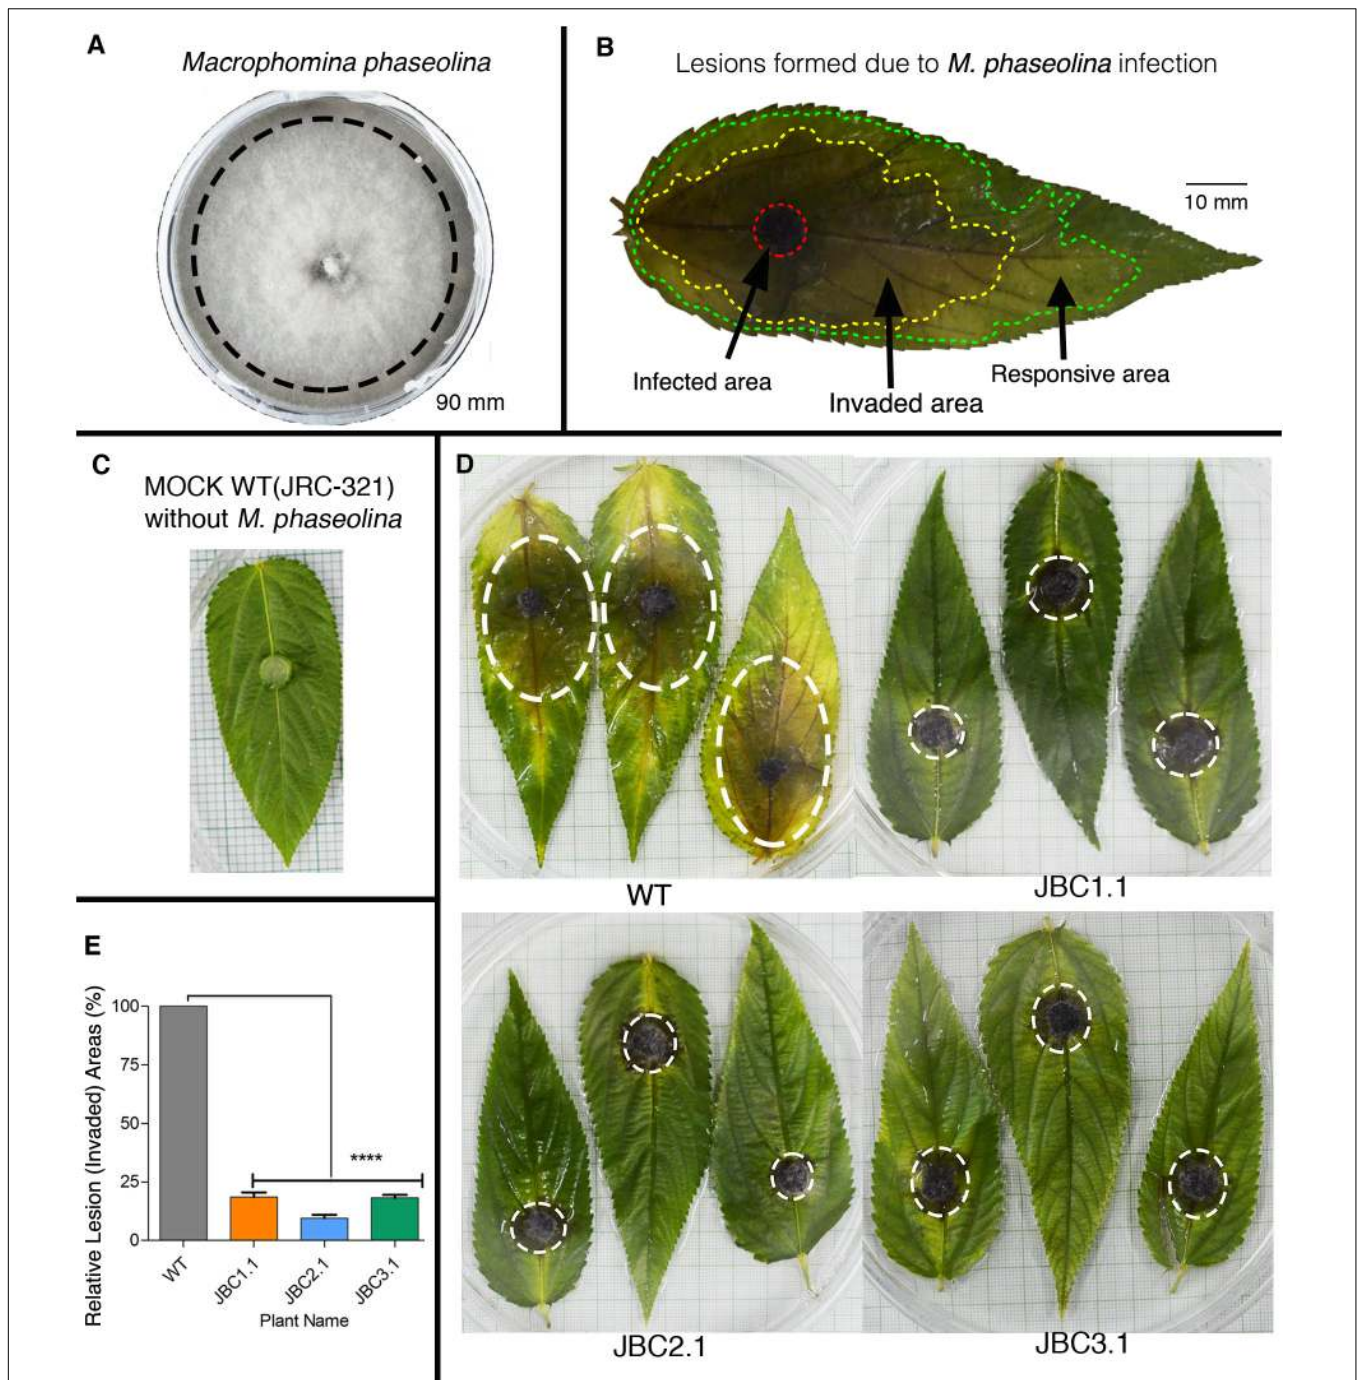 A
Macrophomina phaseolina
90 mm
B
Lesions formed due to M. phaseolina infection
10 mm
Infected area
Invaded area
Responsive area
C
MOCK WT(JRC-321)
without M. phaseolina
D
WT
JBC1.1
JBC2.1
JBC3.1
E
Relative Lesion (Invaded) Areas (%)
100
75
50
25
0
****
WT
JBC1.1
JBC2.1
JBC3.1
Plant Name